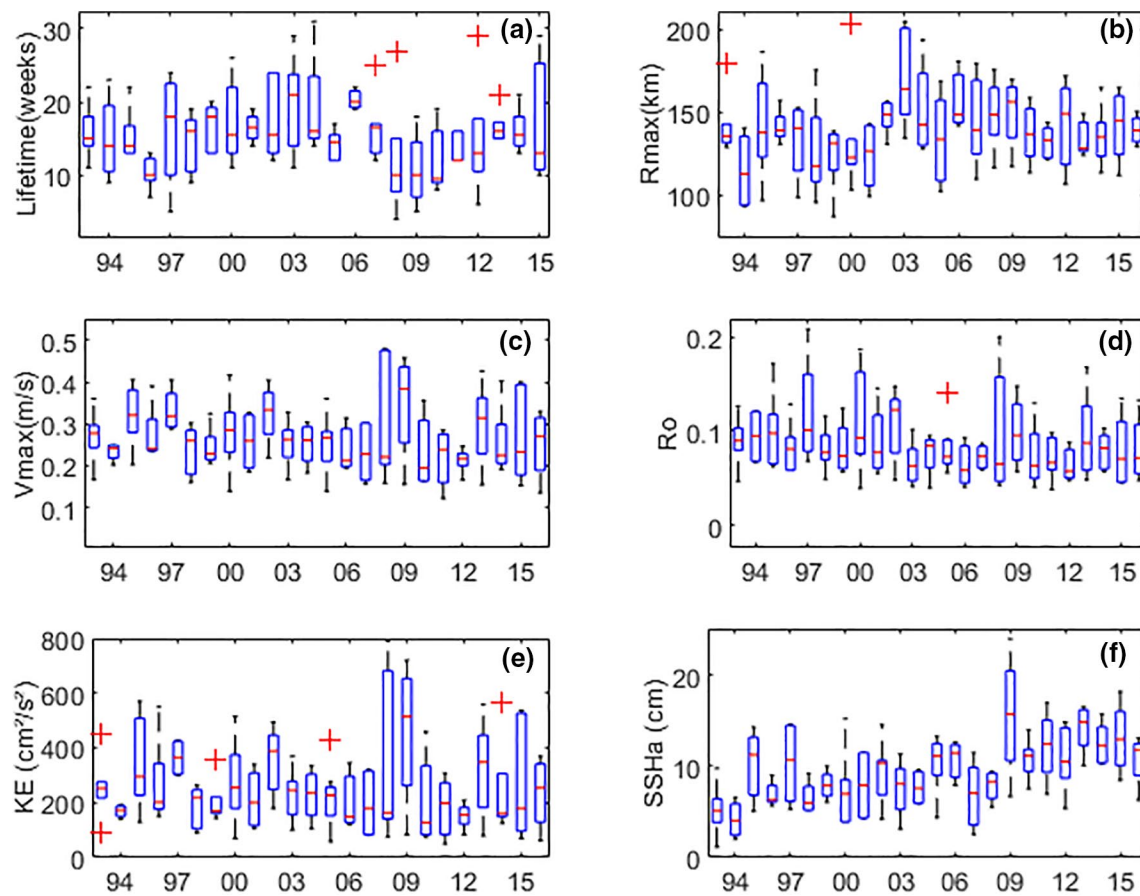 (a)
Lifetime(weeks)
30
20
10
94 97 00 03 06 09 12 15
(b)
Rmax(km)
200
150
100
94 97 00 03 06 09 12 15
(c)
Vmax(m/s)
0.5
0.4
0.3
0.2
0.1
94 97 00 03 06 09 12 15
(d)
Ro
0.2
0.1
0
94 97 00 03 06 09 12 15
(e)
KE (cm²/s²)
800
600
400
200
0
94 97 00 03 06 09 12 15
(f)
SSHa (cm)
20
10
0
94 97 00 03 06 09 12 15